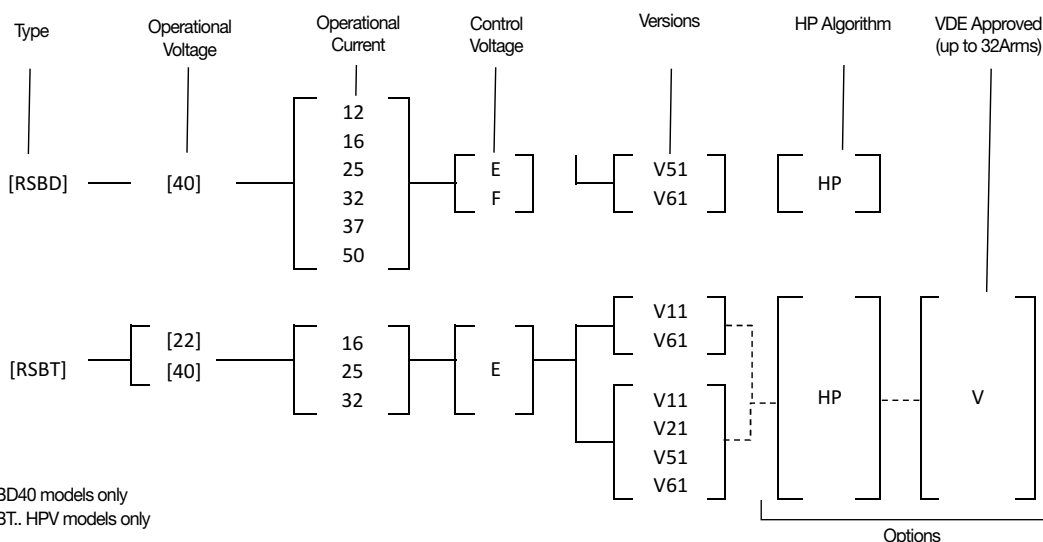 Type
Operational
Voltage
Operational
Current
Control
Voltage
Versions
HP Algorithm
VDE Approved
(up to 32Arms)
[RSBD]
[40]
12
16
25
32
37
50
E
F
V51
V61
HP
[RSBT]
[22]
[40]
16
25
32
E
V11
V61
V11
V21
V51
V61
HP
V
BD40 models only
BT.. HPV models only
Options